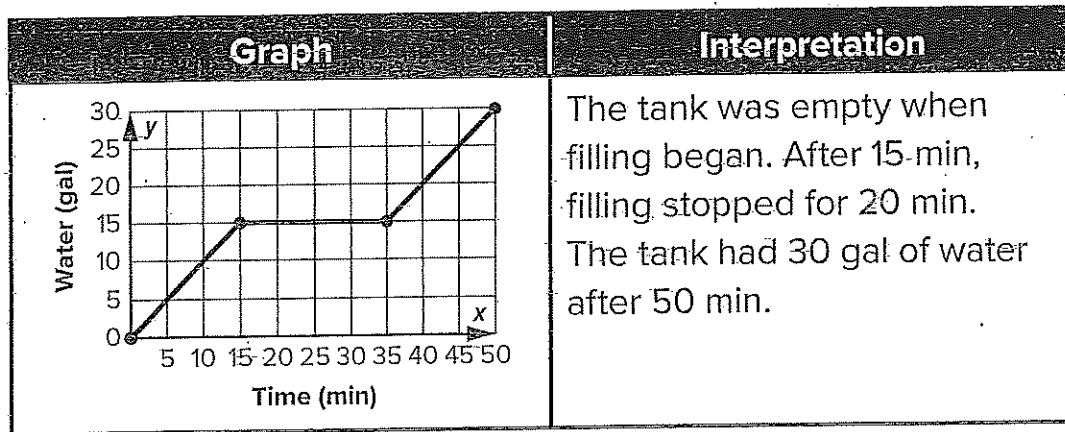 Graph
Interpretation
30
y
25
20
15
10
5
0
Water (gal)
x
5 10 15 20 25 30 35 40 45 50
Time (min)
The tank was empty when
filling began. After 15 min,
filling stopped for 20 min.
The tank had 30 gal of water
after 50 min.